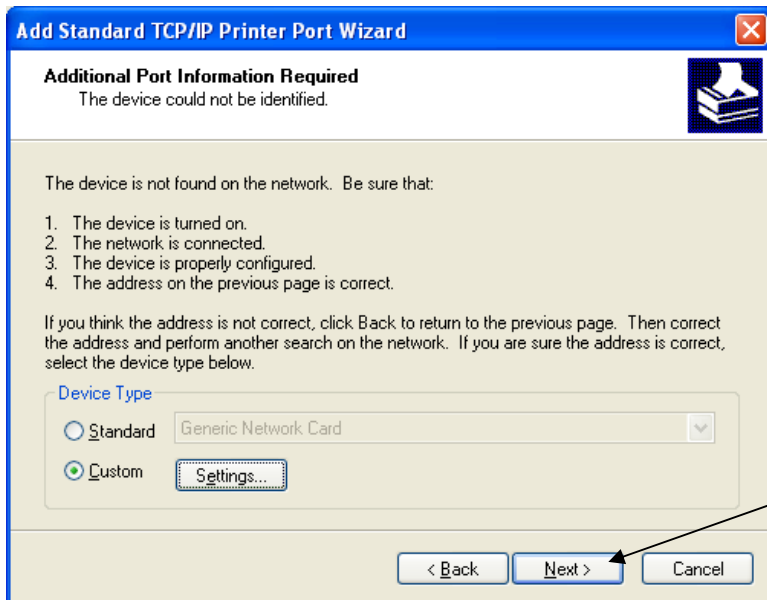 Add Standard TCP/IP Printer Port Wizard
Additional Port Information Required
The device could not be identified.
The device is not found on the network.  Be sure that:
1.  The device is turned on.
2.  The network is connected.
3.  The device is properly configured.
4.  The address on the previous page is correct.
If you think the address is not correct, click Back to return to the previous page.  Then correct
the address and perform another search on the network.  If you are sure the address is correct,
select the device type below.
Device Type
Standard
Generic Network Card
Custom
Settings...
< Back
Next >
Cancel